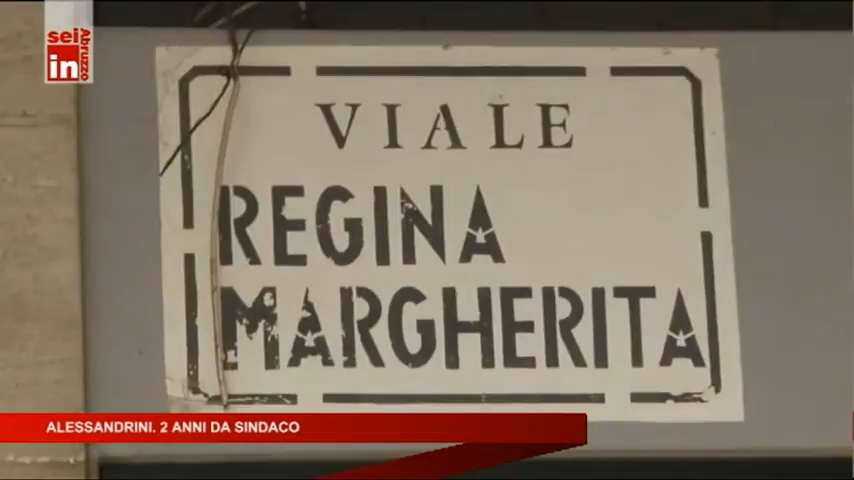 sei
in
Abruzzo
VIALE
REGINA
MARGHERITA
ALESSANDRINI. 2 ANNI DA SINDACO